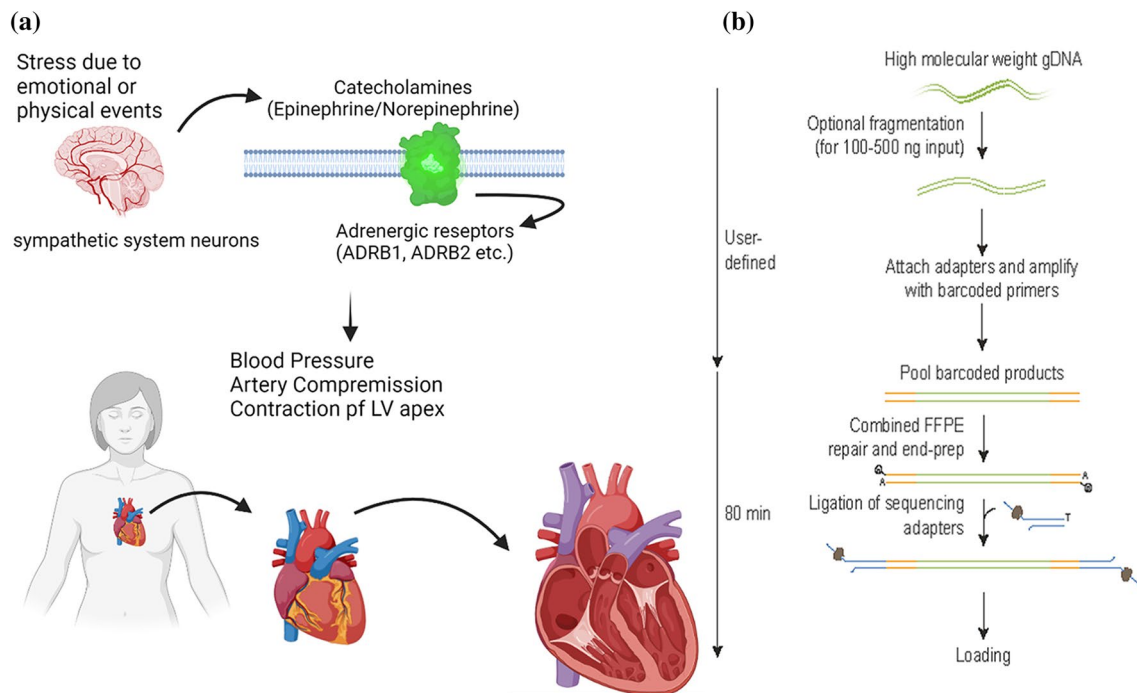 (a)
Stress due to
emotional or
physical events
sympathetic system neurons
Catecholamines
(Epinephrine/Norepinephrine)
Adrenergic reseptors
(ADRB1, ADRB2 etc.)
Blood Pressure
Artery Compremission
Contraction pf LV apex
(b)
User-
defined
80 min
High molecular weight gDNA
Optional fragmentation
(for 100-500 ng input)
Attach adapters and amplify
with barcoded primers
Pool barcoded products
Combined FFPE
repair and end-prep
A
A
Ligation of sequencing
adapters
T
Loading